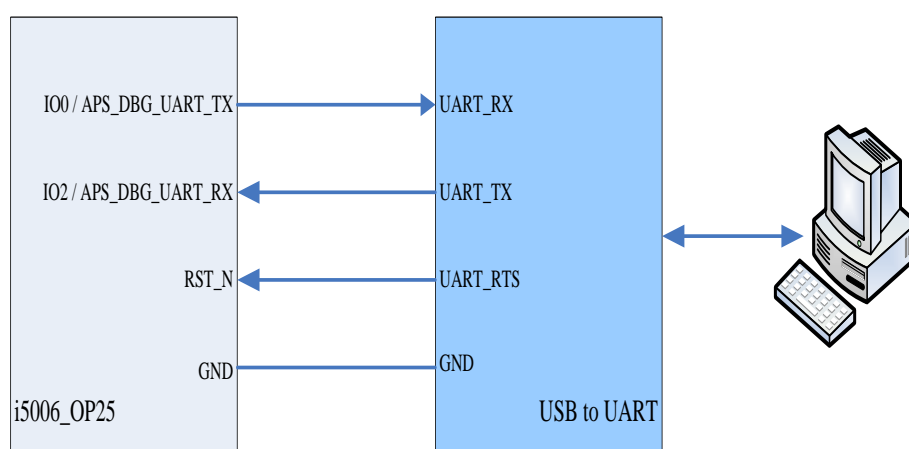 IO0 / APS_DBG_UART_TX
UART_RX
IO2 / APS_DBG_UART_RX
UART_TX
RST_N
UART_RTS
GND
GND
i5006_OP25
USB to UART